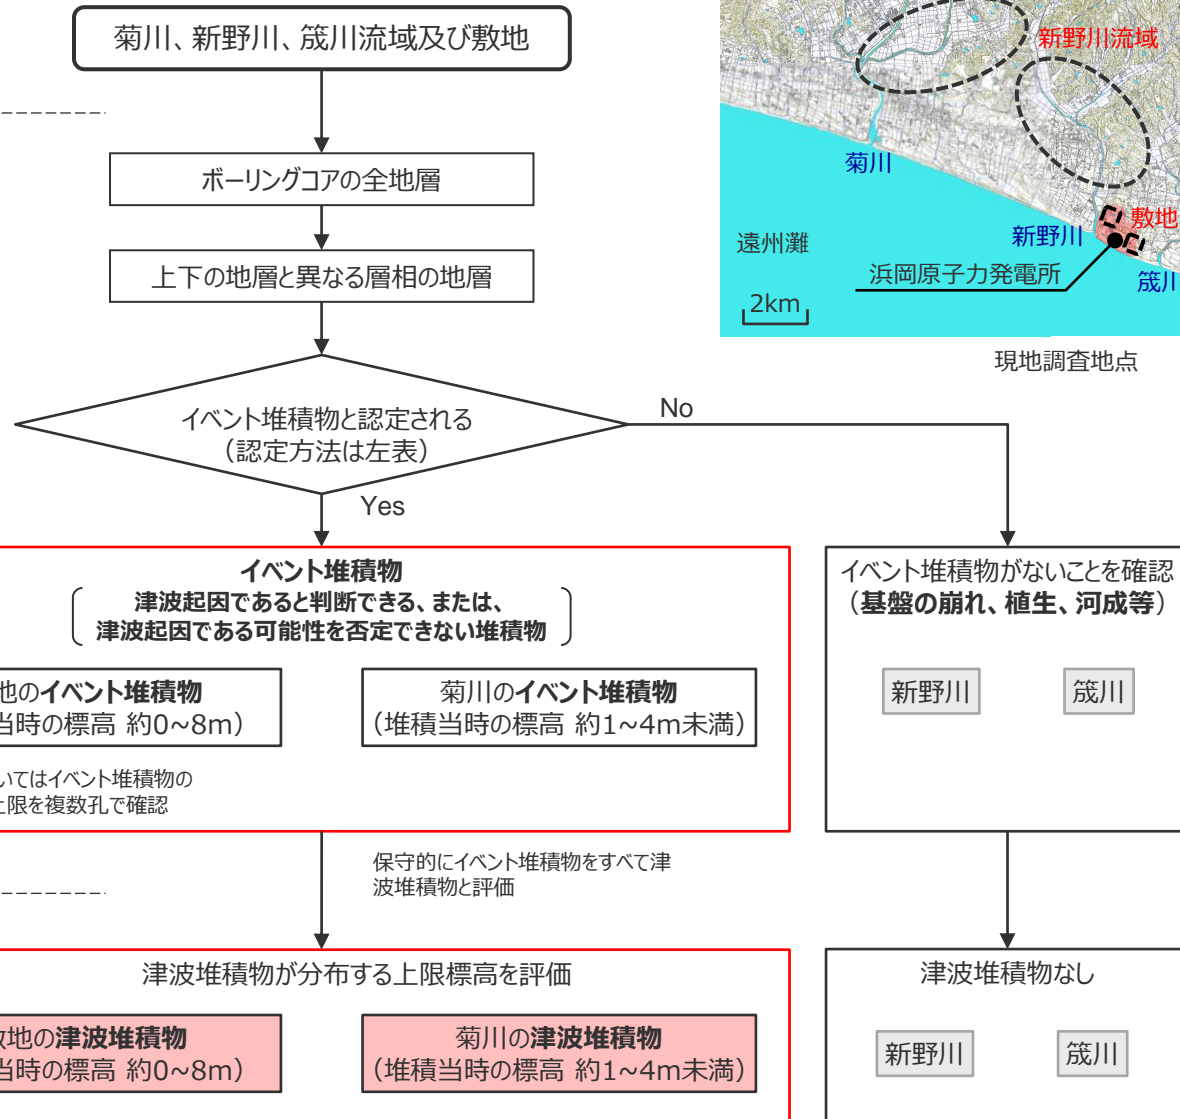 菊川、新野川、筬川流域及び敷地
ボーリングコアの全地層
上下の地層と異なる層相の地層
イベント堆積物と認定される
（認定方法は左表）
No
Yes
新野川流域
菊川
敷地
新野川
遠州灘
浜岡原子力発電所
筬川
2km
現地調査地点
イベント堆積物
津波起因であると判断できる、または、
津波起因である可能性を否定できない堆積物
地のイベント堆積物
当時の標高 約0~8m）
菊川のイベント堆積物
（堆積当時の標高 約1~4m未満）
いてはイベント堆積物の
上限を複数孔で確認
イベント堆積物がないことを確認
（基盤の崩れ、植生、河成等）
新野川
筬川
保守的にイベント堆積物をすべて津
波堆積物と評価
津波堆積物が分布する上限標高を評価
敷地の津波堆積物
当時の標高 約0~8m）
菊川の津波堆積物
（堆積当時の標高 約1~4m未満）
津波堆積物なし
新野川
筬川